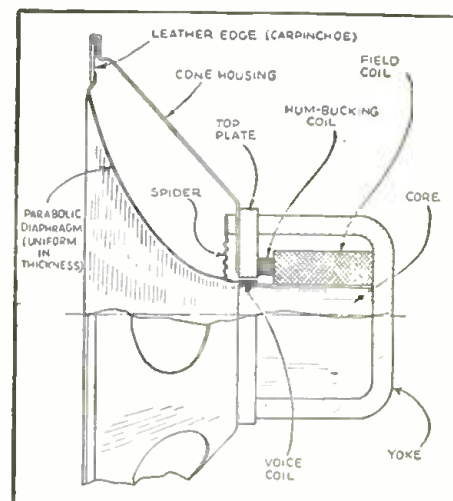 LEATHER EDGE (CARPINCHOE)
CONE HOUSING
TOP
PLATE
HUM-BUCKING
COIL
FIELD
COIL
SPIDER
CORE
PARABOLIC
DIAPHRAGM
(UNIFORM
IN
THICKNESS)
VOICE
COIL
YOKE